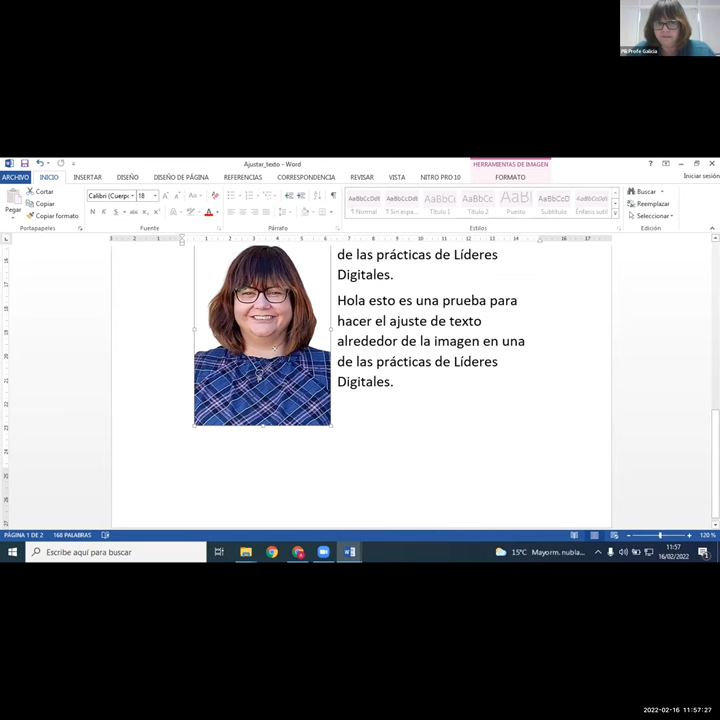 P6 Profe Galicia
Ajustar_texto - Word
HERRAMIENTAS DE IMAGEN
ARCHIVO INICIO INSERTAR DISEÑO DISEÑO DE PÁGINA REFERENCIAS CORRESPONDENCIA REVISAR VISTA NITRO PRO 10 FORMATO Iniciar sesión
Pegar
Cortar
Copiar
Copiar formato
Portapapeles
Calibri (Cuerpo 18
N K S abc
Fuente
Párrafo
AaBbCcDdI AaBbCcDdI AaBbCc AaBbCc AaBl AaBbCcD AaBbCcDdI
¶ Normal ¶ Sin espa... Título 1 Título 2 Puesto Subtítulo Énfasis sutil
Estilos
Buscar
Reemplazar
Seleccionar
Edición
de las prácticas de Líderes
Digitales.
Hola esto es una prueba para
hacer el ajuste de texto
alrededor de la imagen en una
de las prácticas de Líderes
Digitales.
PÁGINA 1 DE 2 168 PALABRAS 120 %
Escribe aquí para buscar
15°C Mayorm. nubla...
11:57
16/02/2022
2022-02-16 11:57:27